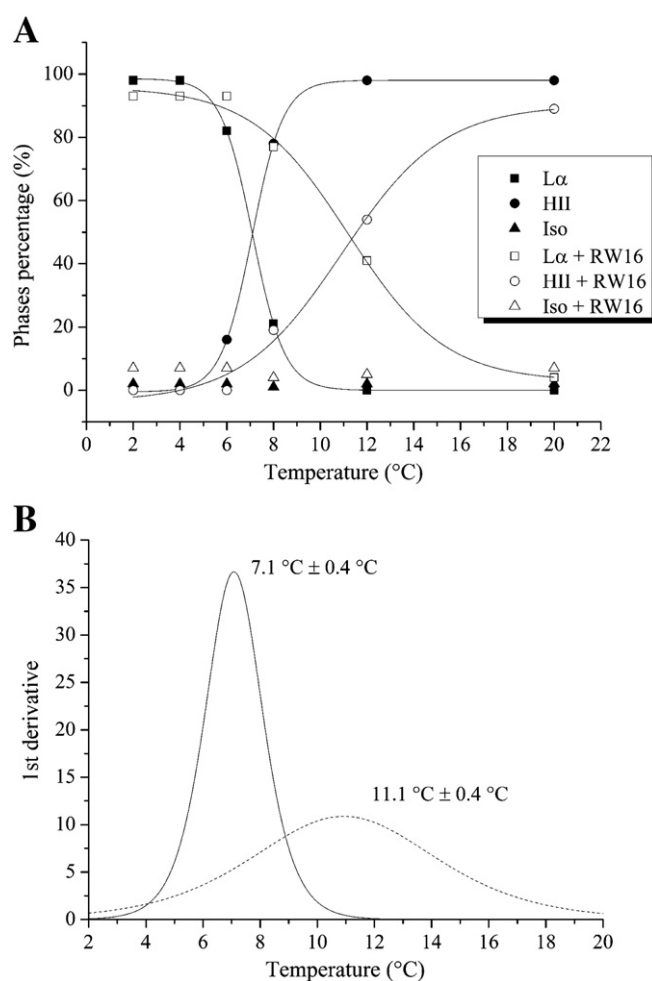 A
Phases percentage (%)
100
80
60
40
20
0
Lα
HII
Iso
Lα + RW16
HII + RW16
Iso + RW16
0 2 4 6 8 10 12 14 16 18 20 22
Temperature (°C)
B
1st derivative
40
35
30
25
20
15
10
5
0
7.1 °C ± 0.4 °C
11.1 °C ± 0.4 °C
2 4 6 8 10 12 14 16 18 20
Temperature (°C)